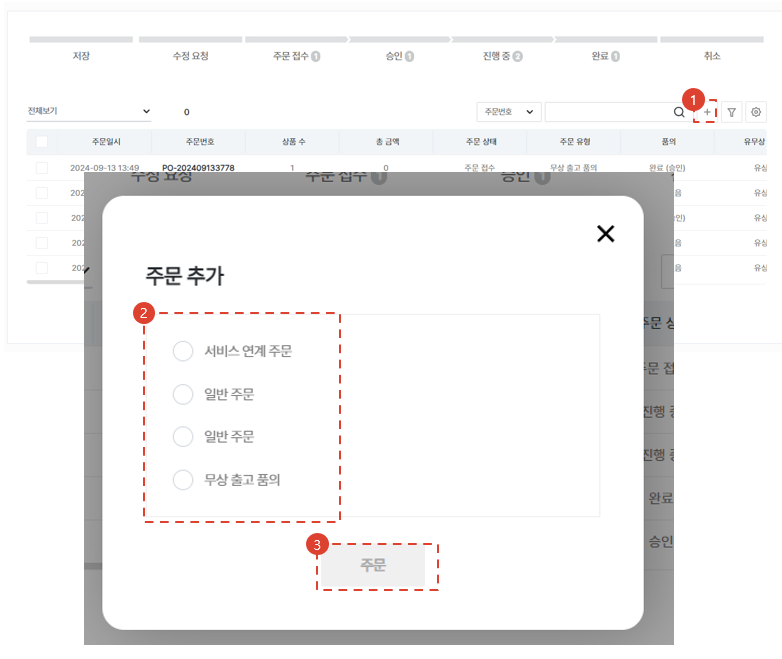 저장 수정 요청 주문 접수 1 승인 1 진행 중 2 완료 1 취소
전체보기 0 주문번호 1
주문일시 주문번호 상품 수 총 금액 주문 상태 주문 유형 품의 유무상
2024-09-13 13:49 PO-202409133778 1 0 주문 접수 무상 출고 품의 완료 (승인) 유상
수정 요청 주문 접수 1 승인 1
202 음 유상
202 인) 유상
202 음 유상
202 음 유상
주문 추가
2
서비스 연계 주문
일반 주문
일반 주문
무상 출고 품의
3
주문
주문 상
주문 접
진행 중
진행 중
완료
승인